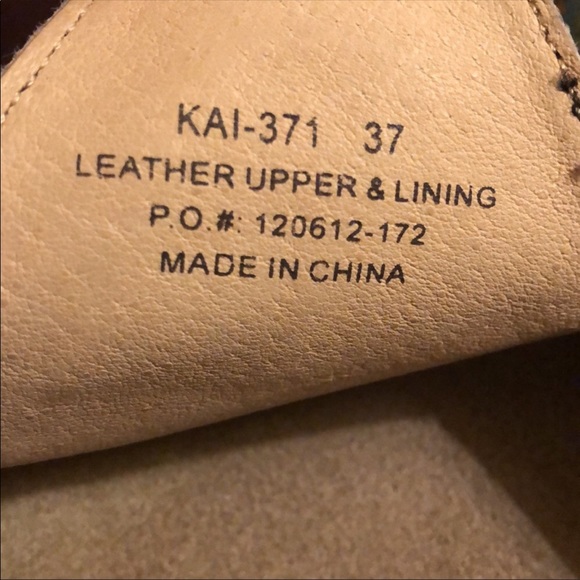 KAI-371 37
LEATHER UPPER & LINING
P.O.#: 120612-172
MADE IN CHINA